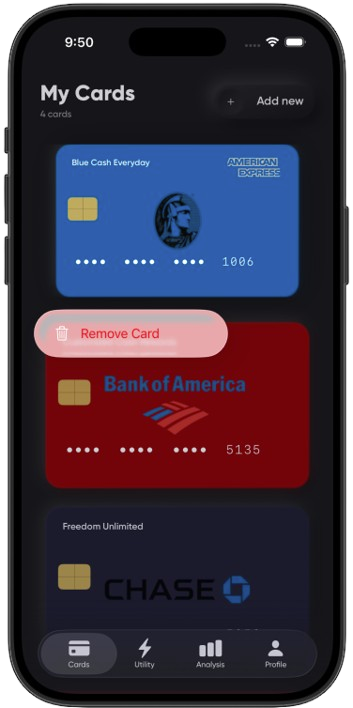 9:50
My Cards
4 cards
+ Add new
Blue Cash Everyday
AMERICAN
EXPRESS
•••• •••• •••• 1006
Remove Card
Bank of America
•••• •••• •••• 5135
Freedom Unlimited
CHASE
Cards Utility Analysis Profile